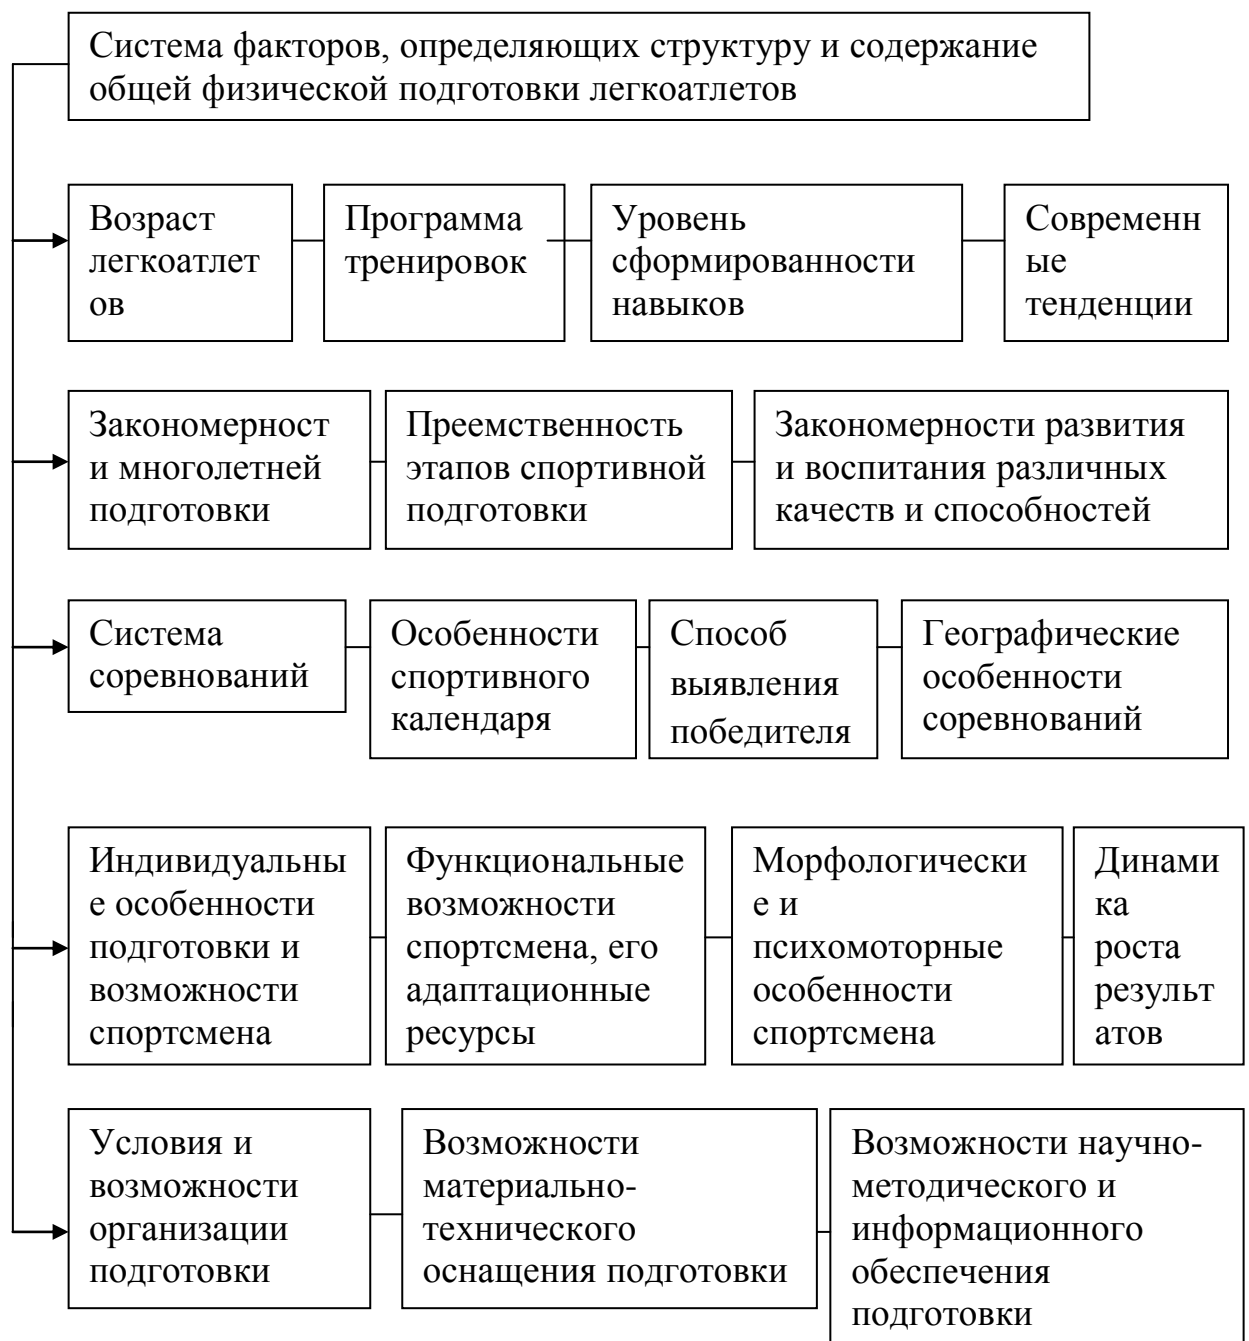 Система факторов, определяющих структуру и содержание
общей физической подготовки легкоатлетов
Возраст
легкоатлет
ов
Программа
тренировок
Уровень
сформированности
навыков
Современн
ые
тенденции
Закономерност
и многолетней
подготовки
Преемственность
этапов спортивной
подготовки
Закономерности развития
и воспитания различных
качеств и способностей
Система
соревнований
Особенности
спортивного
календаря
Способ
выявления
победителя
Географические
особенности
соревнований
Индивидуальны
е особенности
подготовки и
возможности
спортсмена
Функциональные
возможности
спортсмена, его
адаптационные
ресурсы
Морфологически
е и
психомоторные
особенности
спортсмена
Динами
ка
роста
результ
атов
Условия и
возможности
организации
подготовки
Возможности
материально-
технического
оснащения подготовки
Возможности научно-
методического и
информационного
обеспечения
подготовки